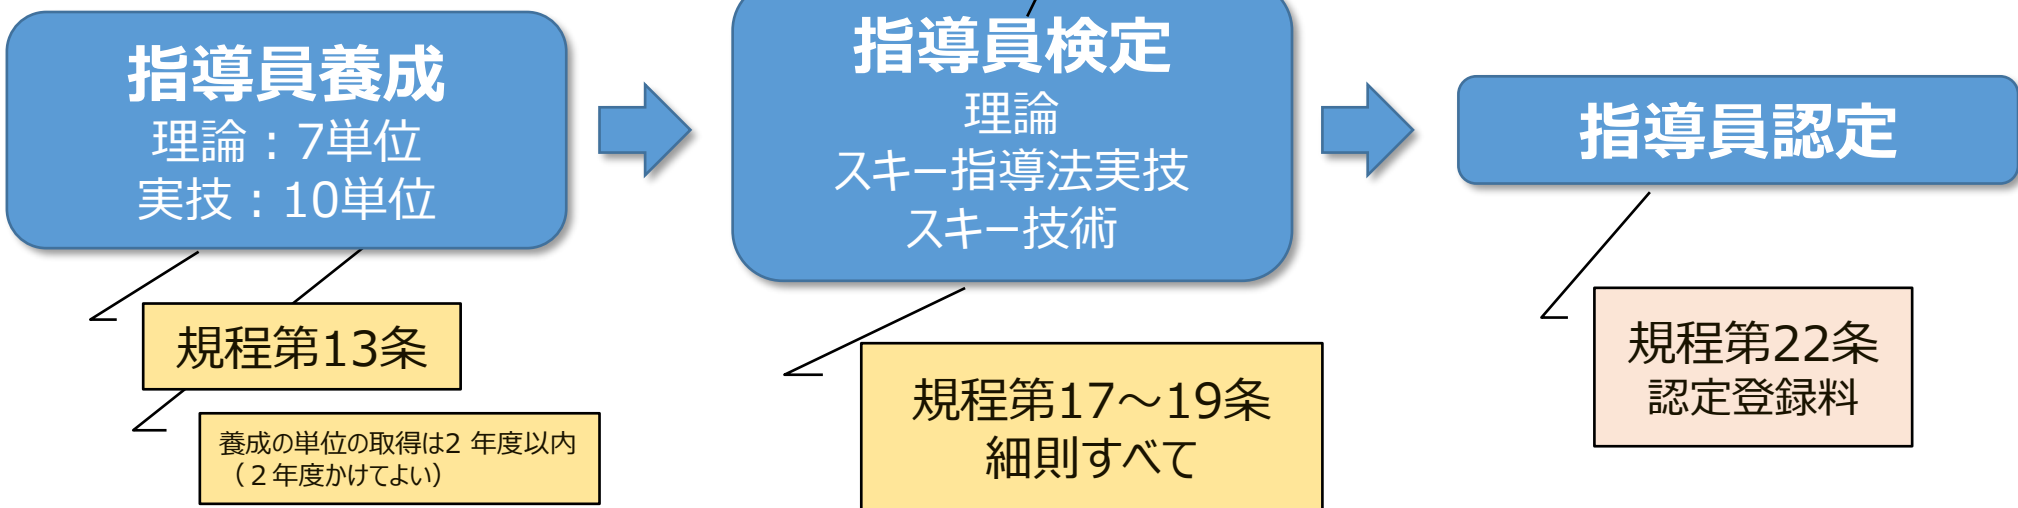 指導員養成
理論：7単位
実技：10単位
規程第13条
養成の単位の取得は2 年度以内
（２年度かけてよい）
指導員検定
理論
スキー指導法実技
スキー技術
規程第17～19条
細則すべて
指導員認定
規程第22条
認定登録料